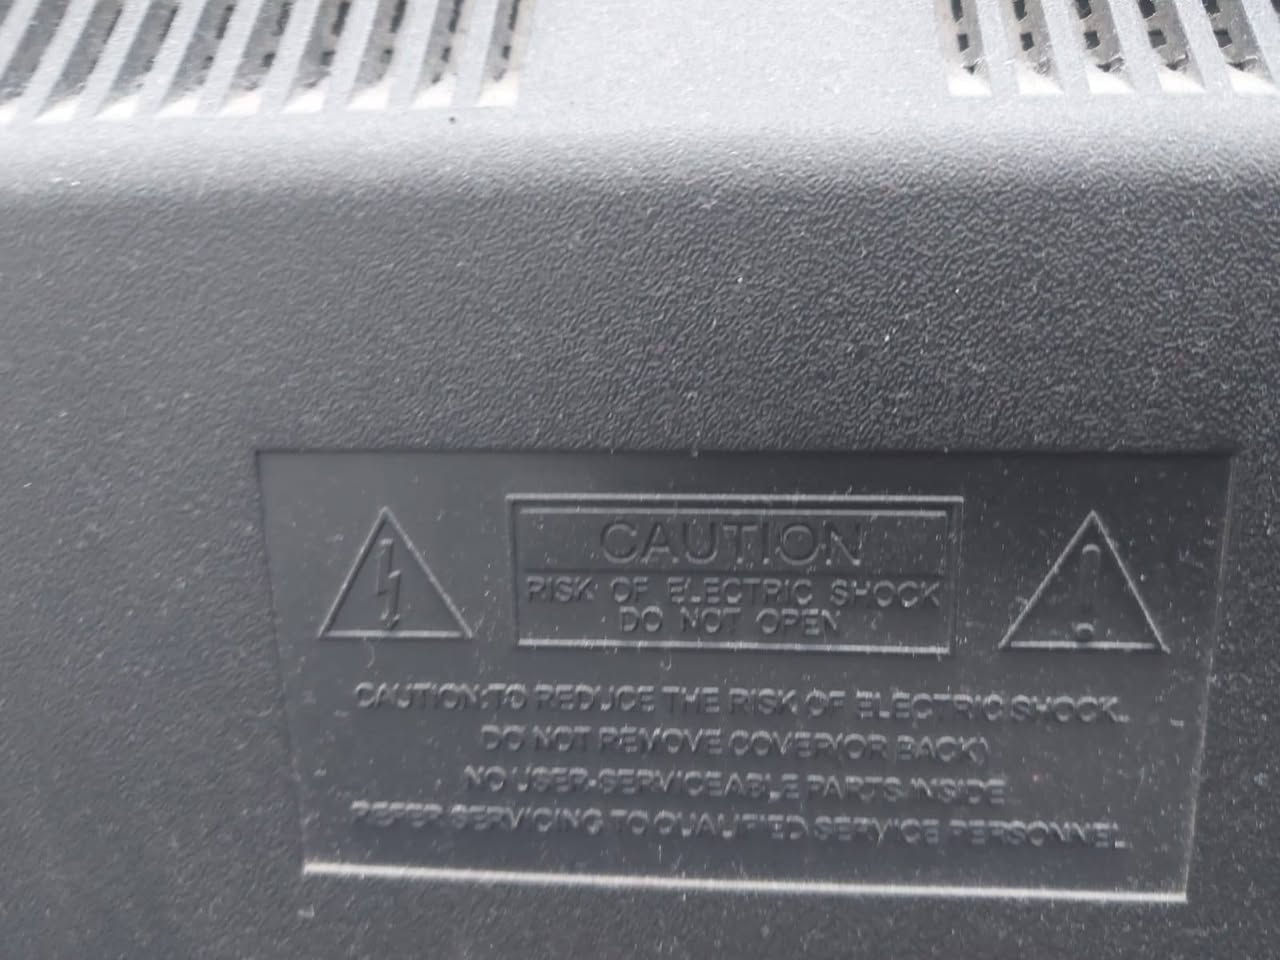 CAUTION
RISK OF ELECTRIC SHOCK
DO NOT OPEN
CAUTION:TO REDUCE THE RISK OF ELECTRIC SHOCK.
DO NOT REMOVE COVER(OR BACK)
NO USER-SERVICEABLE PARTS INSIDE
REFER SERVICING TO QUALIFIED SERVICE PERSONNEL